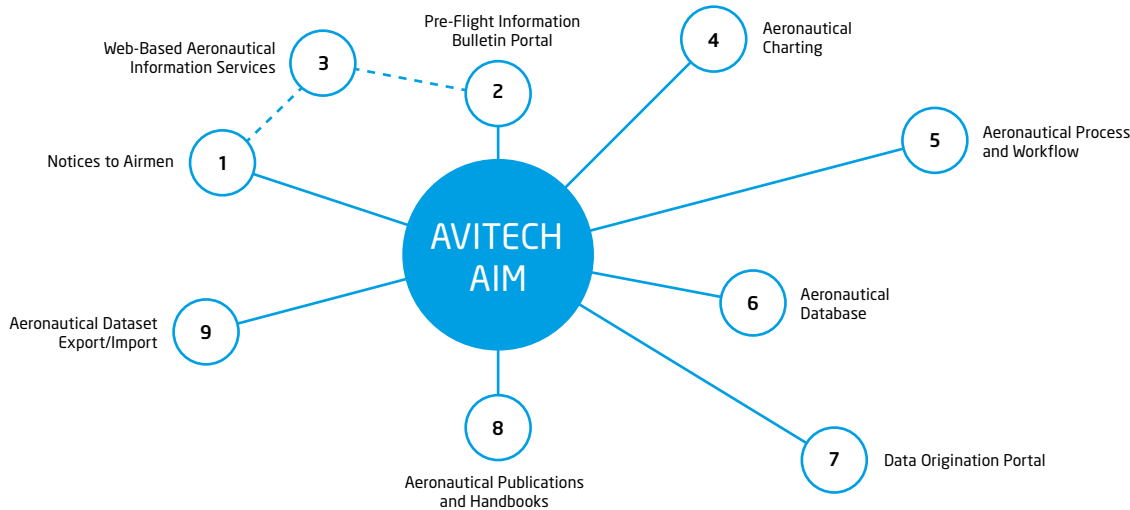 Pre-Flight Information
Bulletin Portal
2
Web-Based Aeronautical
Information Services
3
Aeronautical
Charting
4
Notices to Airmen
1
Aeronautical Process
and Workflow
5
AVITECH
AIM
Aeronautical
Database
6
Aeronautical Dataset
Export/Import
9
8
Aeronautical Publications
and Handbooks
7
Data Origination Portal